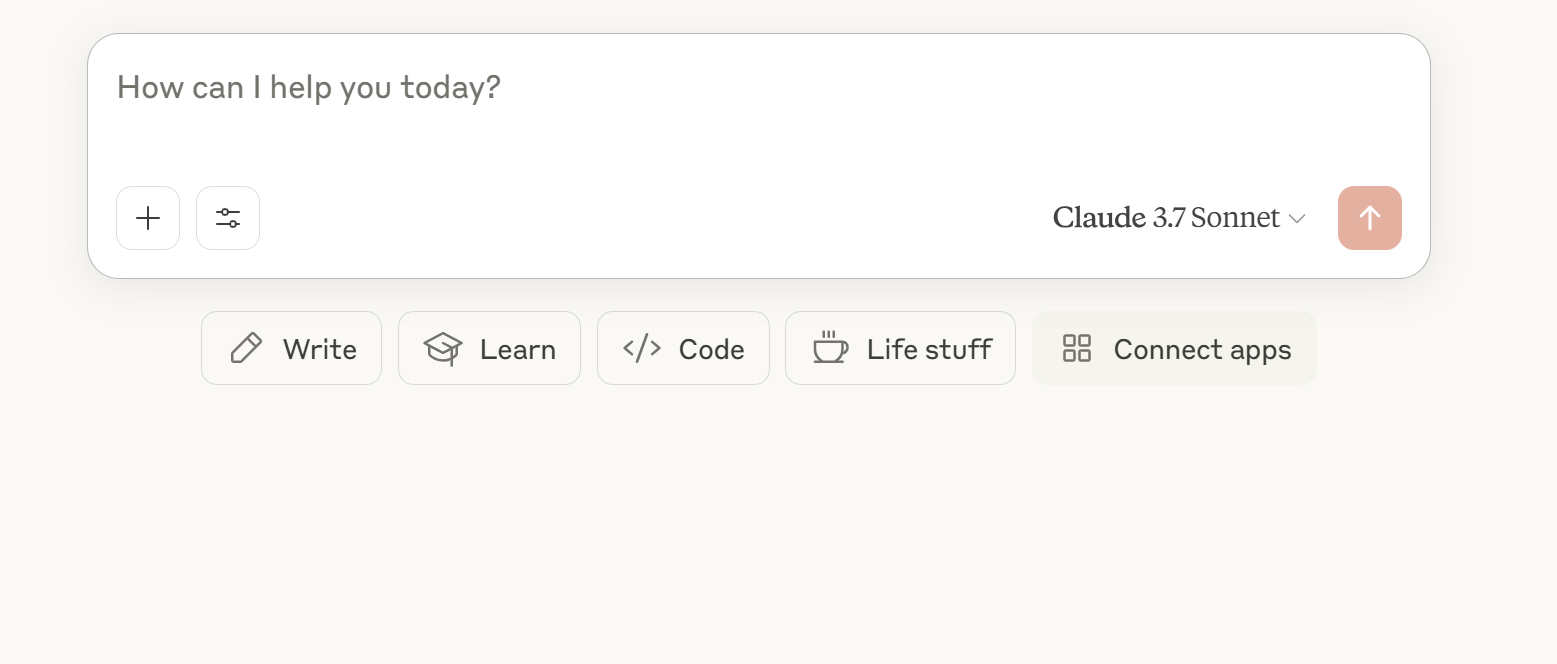 How can I help you today?
Claude 3.7 Sonnet
Write
Learn
Code
Life stuff
Connect apps